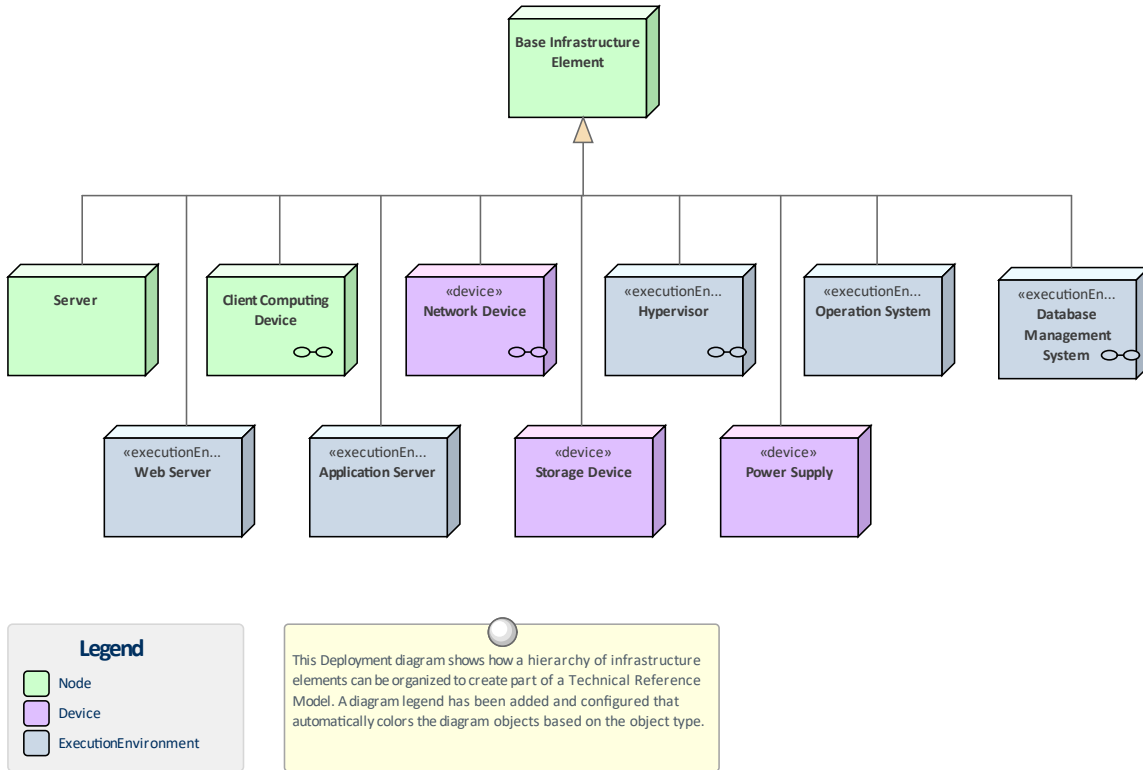 Base Infrastructure
Element
Server
Client Computing
Device
«device»
Network Device
«executionEn...
Hypervisor
«executionEn...
Operation System
«executionEn...
Database
Management
System
«executionEn...
Web Server
«executionEn...
Application Server
«device»
Storage Device
«device»
Power Supply
Legend
Node
Device
ExecutionEnvironment
This Deployment diagram shows how a hierarchy of infrastructure
elements can be organized to create part of a Technical Reference
Model. A diagram legend has been added and configured that
automatically colors the diagram objects based on the object type.